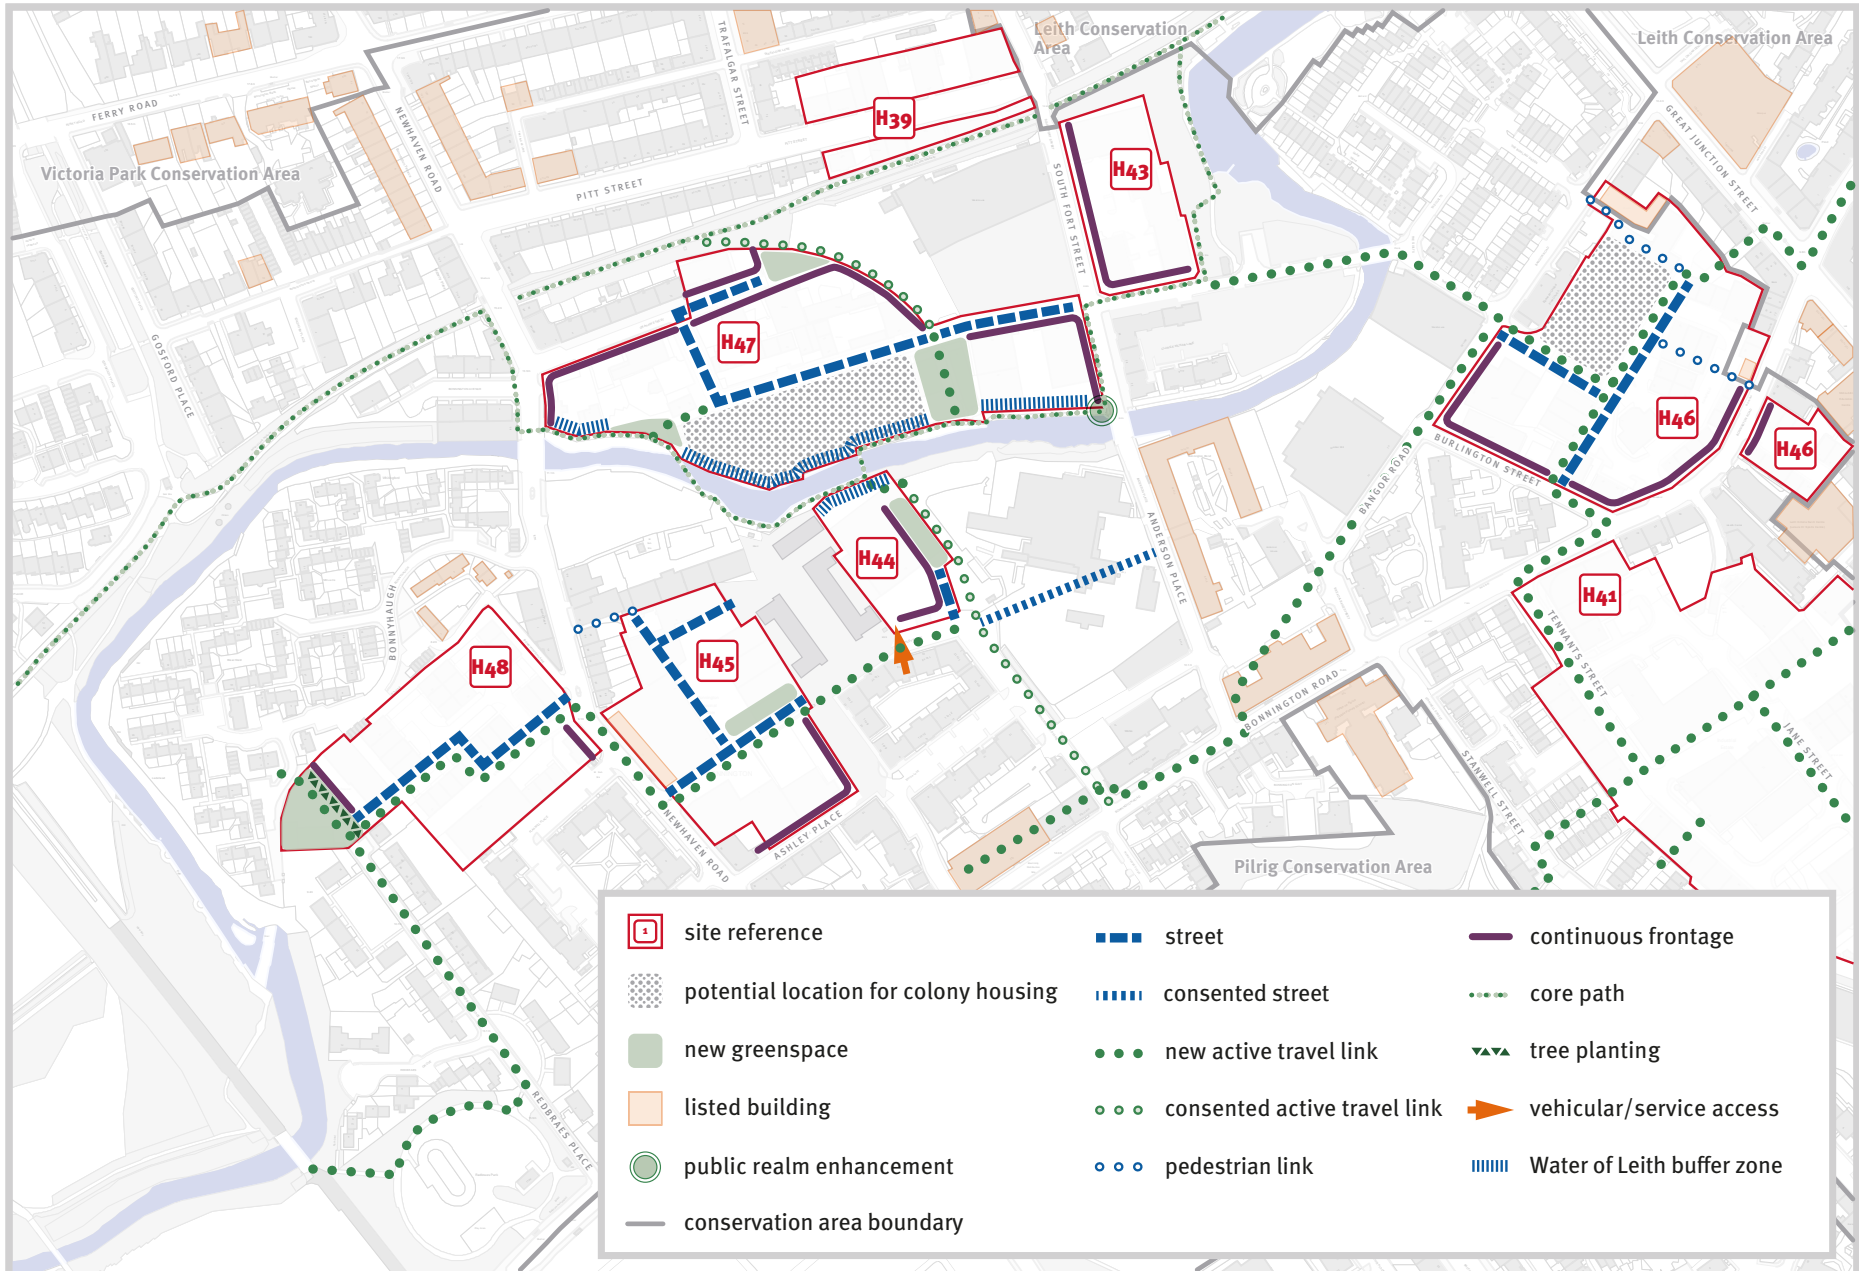 Leith Conservation
Area
Leith Conservation Area
FERRY ROAD
NEWHAVEN ROAD
TRAFALGAR STREET
H39
GREAT JUNCTION STREET
Victoria Park Conservation Area
PITT STREET
SOUTH FORT STREET
H43
GOSFORD PLACE
H47
H46
H46
BURLINGTON STREET
BANGOR ROAD
ANDERSON PLACE
H44
H41
TENNANTS STREET
BONNYHAUGH
H48
H45
BONNINGTON ROAD
JANE STREET
STANWELL STREET
NEWHAVEN ROAD
ASHLEY PLACE
Pilrig Conservation Area
REDBRAES PLACE
1
site reference
potential location for colony housing
new greenspace
listed building
public realm enhancement
conservation area boundary
street
consented street
new active travel link
consented active travel link
pedestrian link
continuous frontage
core path
tree planting
vehicular/service access
Water of Leith buffer zone